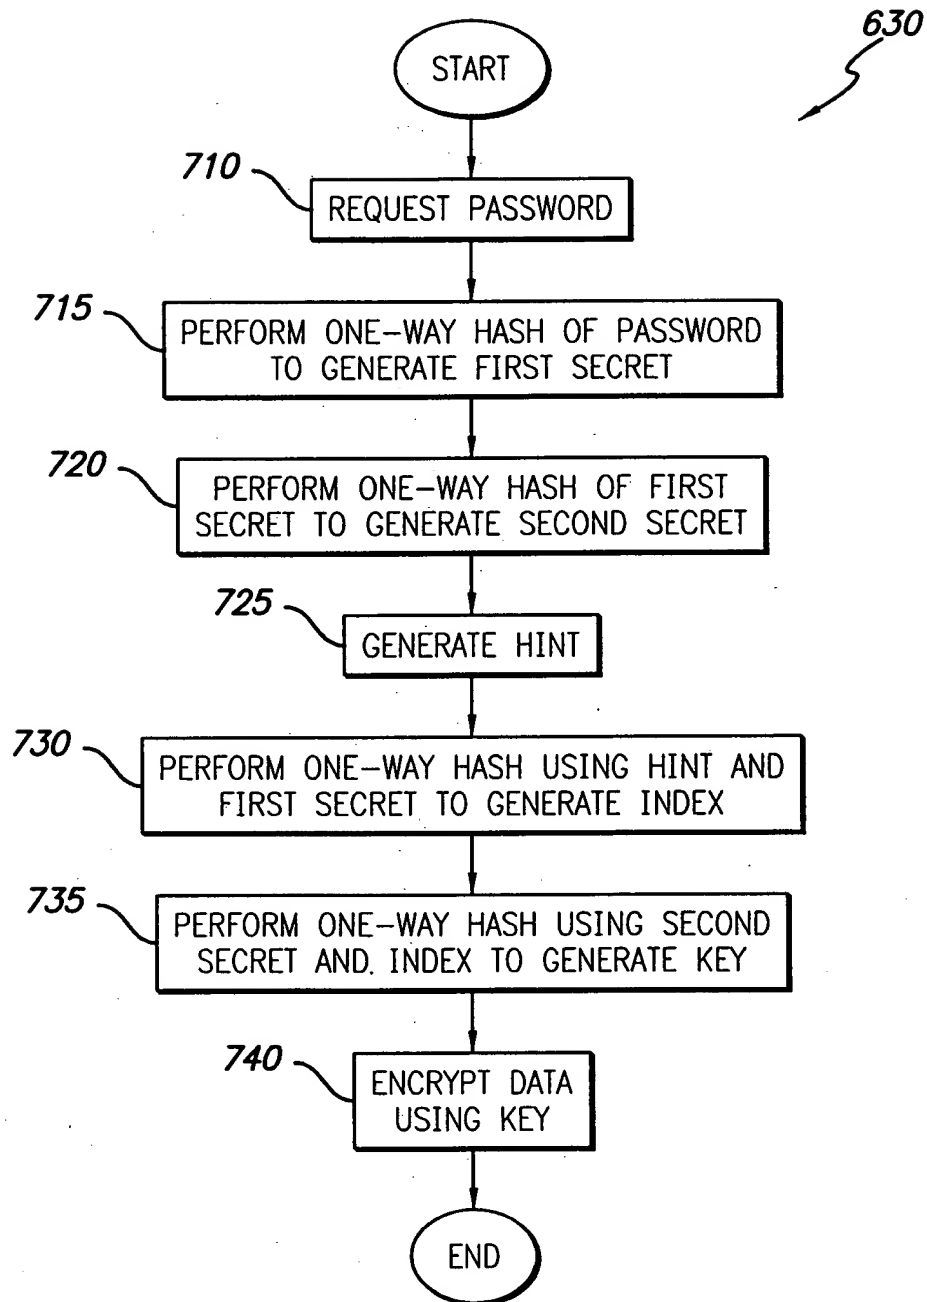 630
START
710
REQUEST PASSWORD
715
PERFORM ONE-WAY HASH OF PASSWORD
TO GENERATE FIRST SECRET
720
PERFORM ONE-WAY HASH OF FIRST
SECRET TO GENERATE SECOND SECRET
725
GENERATE HINT
730
PERFORM ONE-WAY HASH USING HINT AND
FIRST SECRET TO GENERATE INDEX
735
PERFORM ONE-WAY HASH USING SECOND
SECRET AND. INDEX TO GENERATE KEY
740
ENCRYPT DATA
USING KEY
END